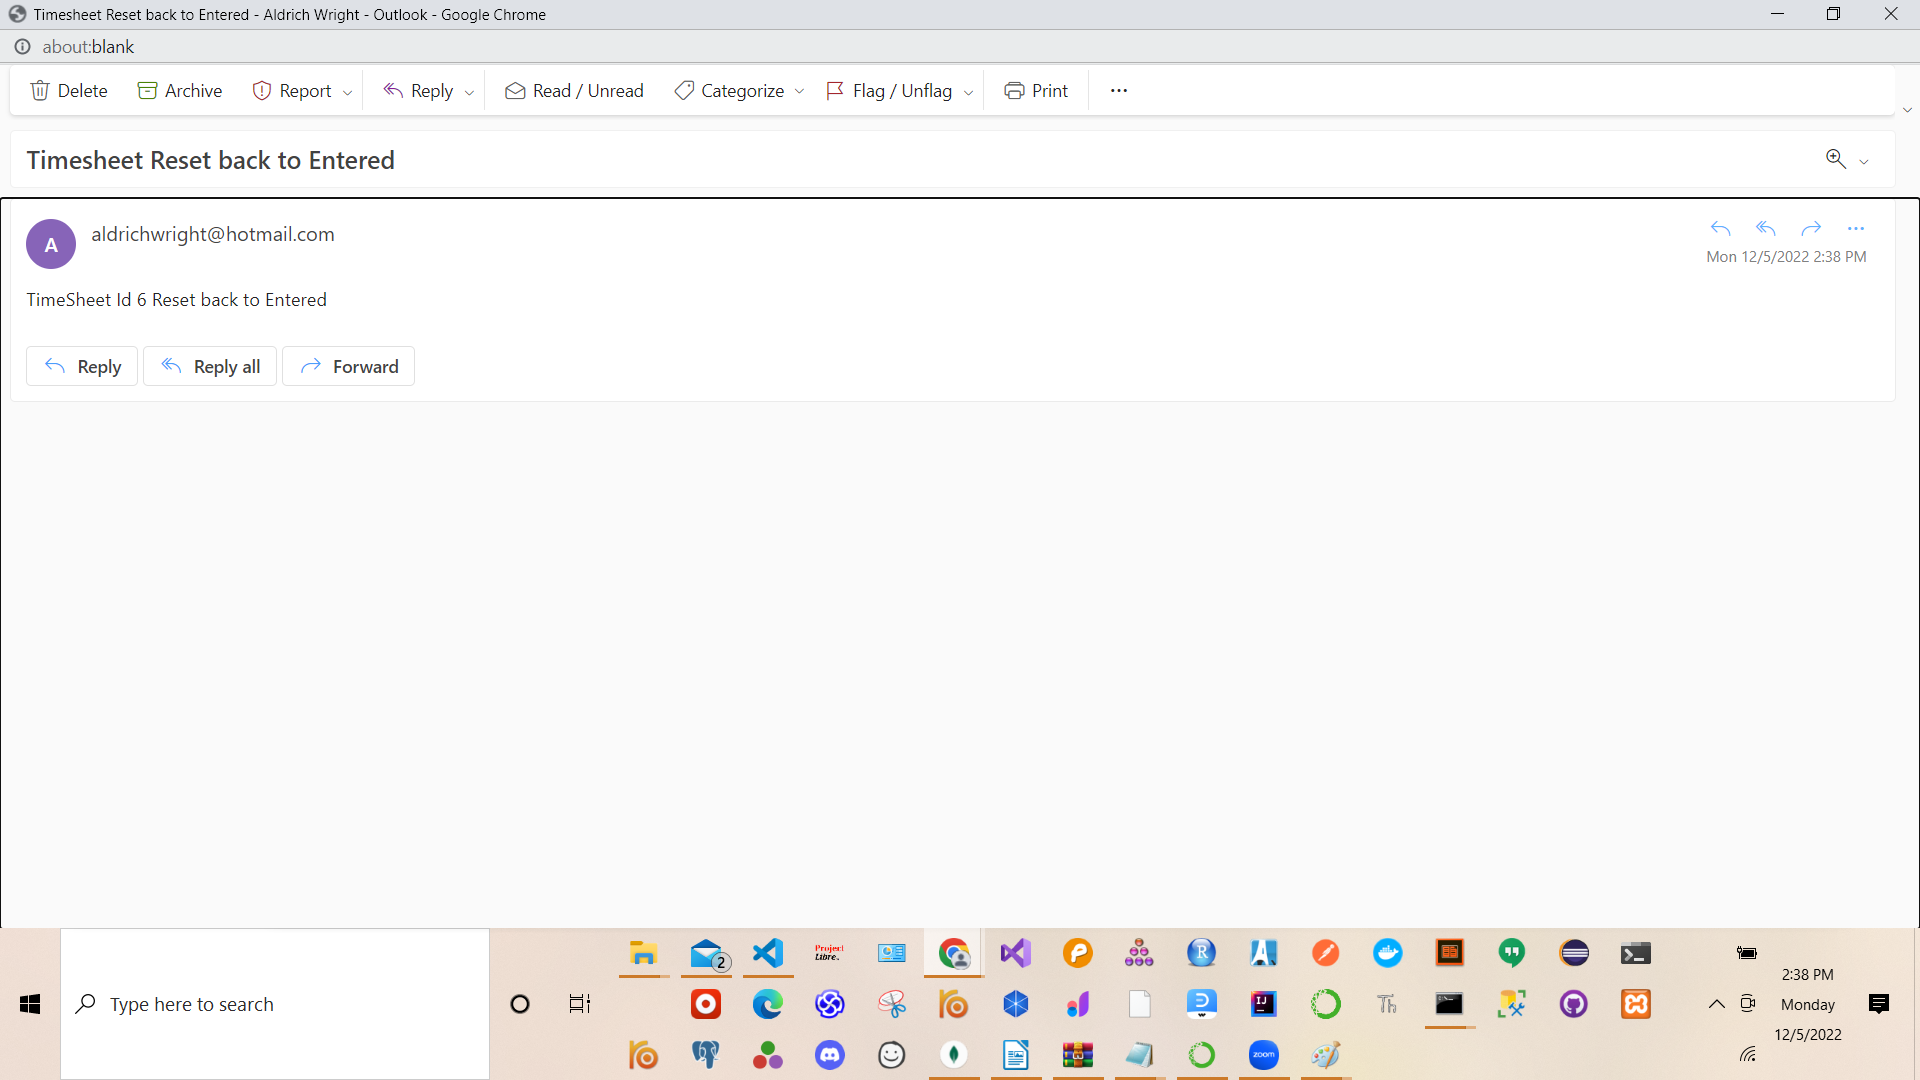 Timesheet Reset back to Entered - Aldrich Wright - Outlook - Google Chrome
about:blank
Delete Archive Report Reply Read / Unread Categorize Flag / Unflag Print
Timesheet Reset back to Entered
A aldrichwright@hotmail.com
Mon 12/5/2022 2:38 PM
TimeSheet Id 6 Reset back to Entered
Reply Reply all Forward
2
Project
Libre
R
2:38 PM
Type here to search
IJ
Th
Monday
12/5/2022
zoom